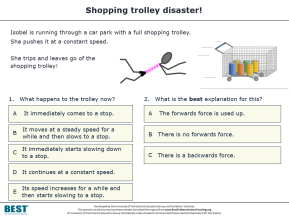 Shopping trolley disaster!
Isobel is running through a car park with a full shopping trolley.
She pushes it at a constant speed.
She trips and leaves go of the
shopping trolley!
1. What happens to the trolley now?
A It immediately comes to a stop.
B It moves at a steady speed for a
while and then slows to a stop.
C It immediately starts slowing down
to a stop.
D It continues at a constant speed.
E Its speed increases for a while and
then starts slowing to a stop.
2. What is the best explanation for this?
A The forwards force is used up.
B There is no forwards force.
C There is a backwards force.
BEST